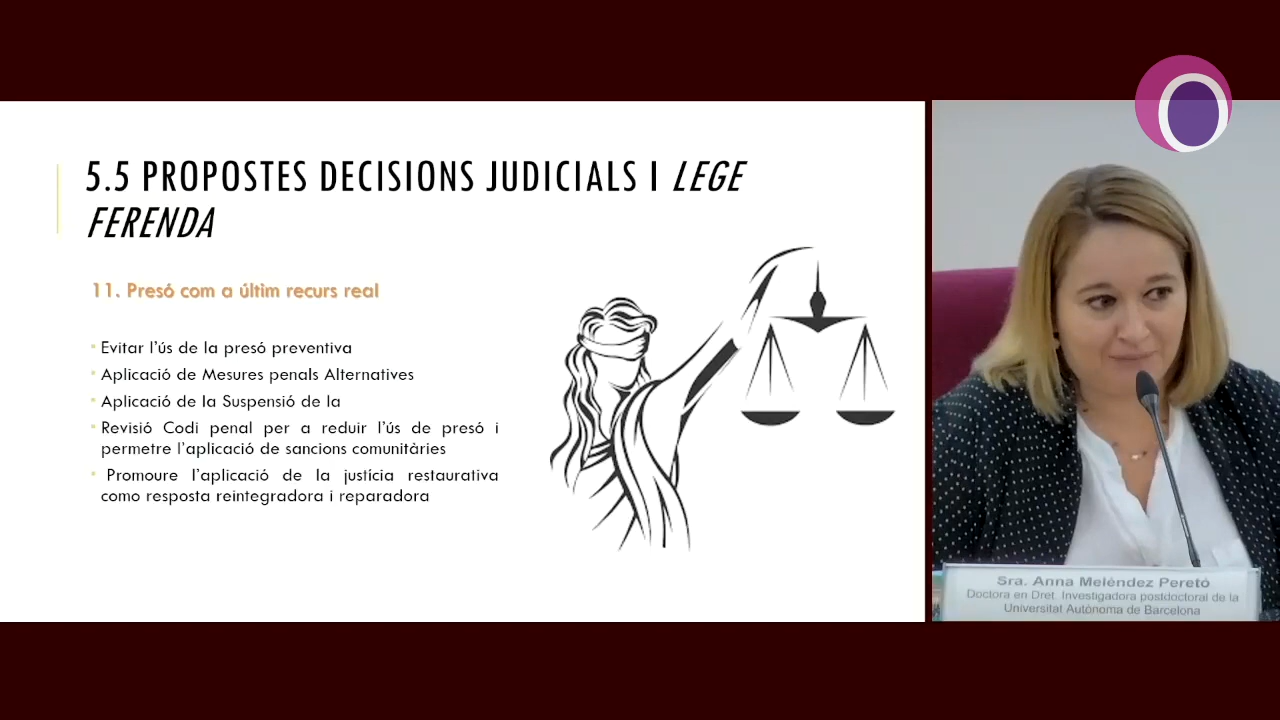 5.5 PROPOSTES DECISIONS JUDICIALS I LEGE
FERENDA
11. Presó com a últim recurs real
Evitar l'ús de la presó preventiva
Aplicació de Mesures penals Alternatives
Aplicació de la Suspensió de la
Revisió Codi penal per a reduir l'ús de presó i
permetre l'aplicació de sancions comunitàries
Promoure l'aplicació de la justícia restaurativa
como resposta reintegradora i reparadora
Sra. Anna Meléndez Peretó
Doctora en Dret. Investigadora postdoctoral de la
Universitat Autònoma de Barcelona